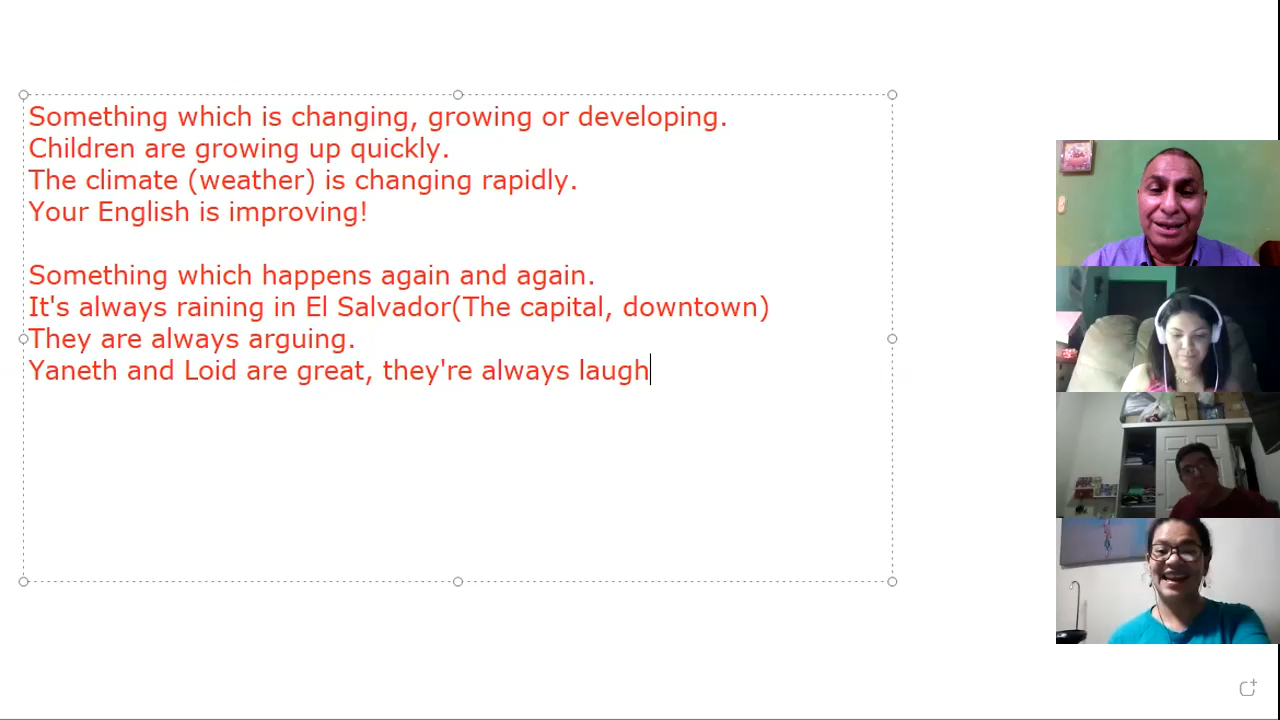 Something which is changing, growing or developing.
Children are growing up quickly.
The climate (weather) is changing rapidly.
Your English is improving!
Something which happens again and again.
It's always raining in El Salvador(The capital, downtown)
They are always arguing.
Yaneth and Loid are great, they're always laugh